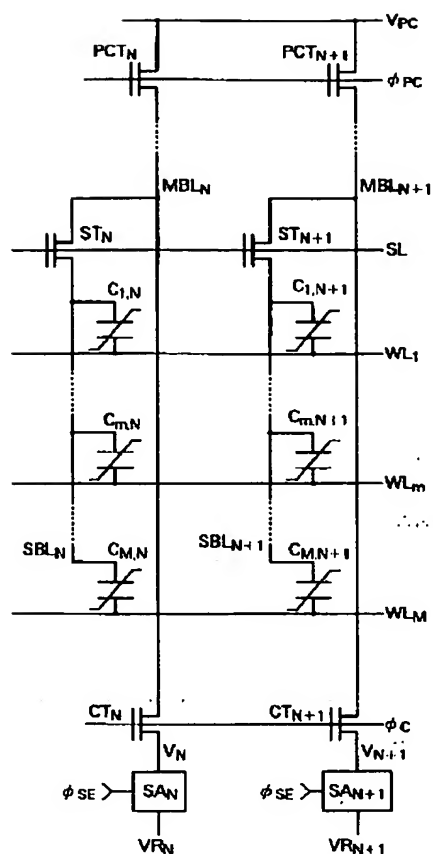 VPC
PCTN PCTN+1
φPC
MBLN MBLN+1
STN STN+1 SL
C1,N C1,N+1
WL1
Cm,N Cm,N+1
WLm
SBLN CM,N SBLN+1 CM,N+1
WLM
CTN CTN+1 φC
VN VN+1
φSE SAN φSE SAN+1
VRN VRN+1